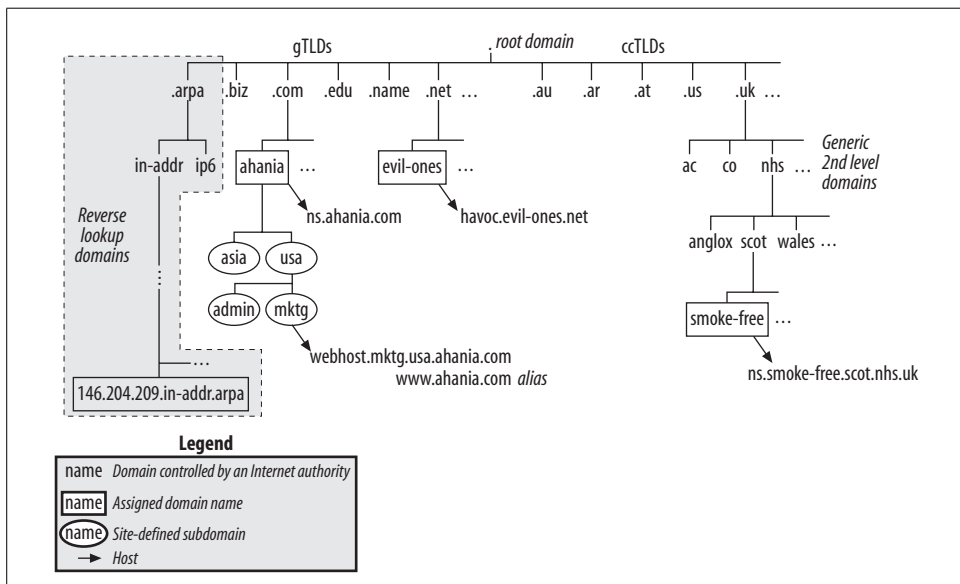 gTLDs . root domain ccTLDs
.arpa .biz .com .edu .name .net ... .au .ar .at .us .uk ...
in-addr ip6 ahania ... evil-ones ... ac co nhs ... Generic
2nd level
domains
ns.ahania.com havoc.evil-ones.net
Reverse
lookup
domains
asia usa anglox scot wales ...
admin mktg smoke-free ...
⋮
webhost.mktg.usa.ahania.com
www.ahania.com alias
...
ns.smoke-free.scot.nhs.uk
146.204.209.in-addr.arpa
Legend
name Domain controlled by an Internet authority
name Assigned domain name
name Site-defined subdomain
Host